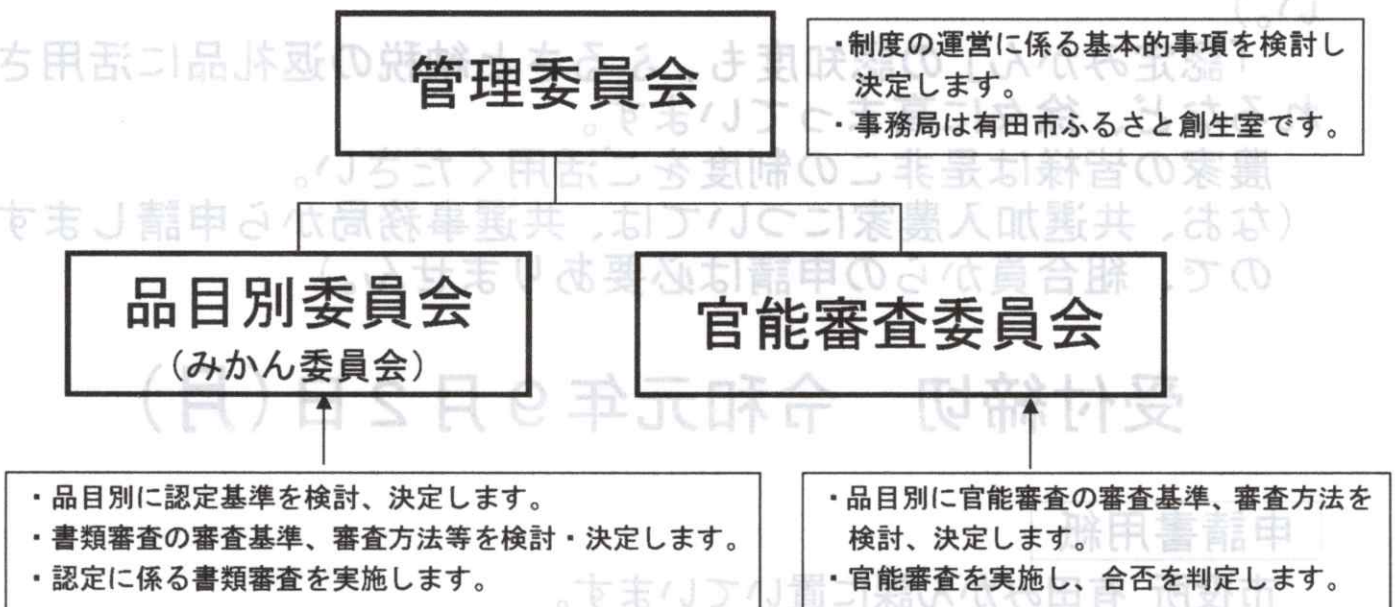 管理委員会
・制度の運営に係る基本的事項を検討し
決定します。
・事務局は有田市ふるさと創生室です。
品目別委員会
(みかん委員会)
官能審査委員会
・品目別に認定基準を検討、決定します。
・書類審査の審査基準、審査方法等を検討・決定します。
・認定に係る書類審査を実施します。
・品目別に官能審査の審査基準、審査方法を
検討、決定します。
・官能審査を実施し、合否を判定します。